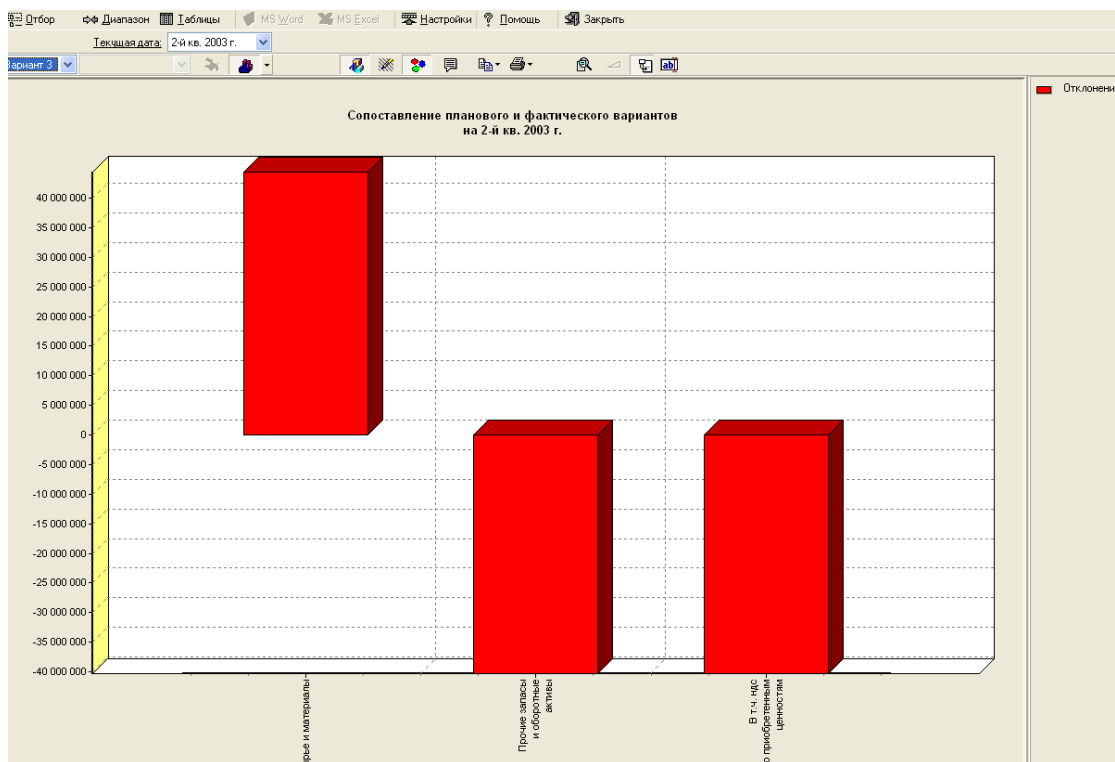 Отбор Диапазон Таблицы MS Word MS Excel Настройки Помощь Закрыть
Текущая дата: 2-й кв. 2003 г.
Вариант 3
Отклонени
Сопоставление планового и фактического вариантов
на 2-й кв. 2003 г.
40 000 000
35 000 000
30 000 000
25 000 000
20 000 000
15 000 000
10 000 000
5 000 000
0
-5 000 000
-10 000 000
-15 000 000
-20 000 000
-25 000 000
-30 000 000
-35 000 000
-40 000 000
рье и материалы
Прочие запасы
и оборотные
активы
В т.ч. ндс
о приобретенным
ценностям